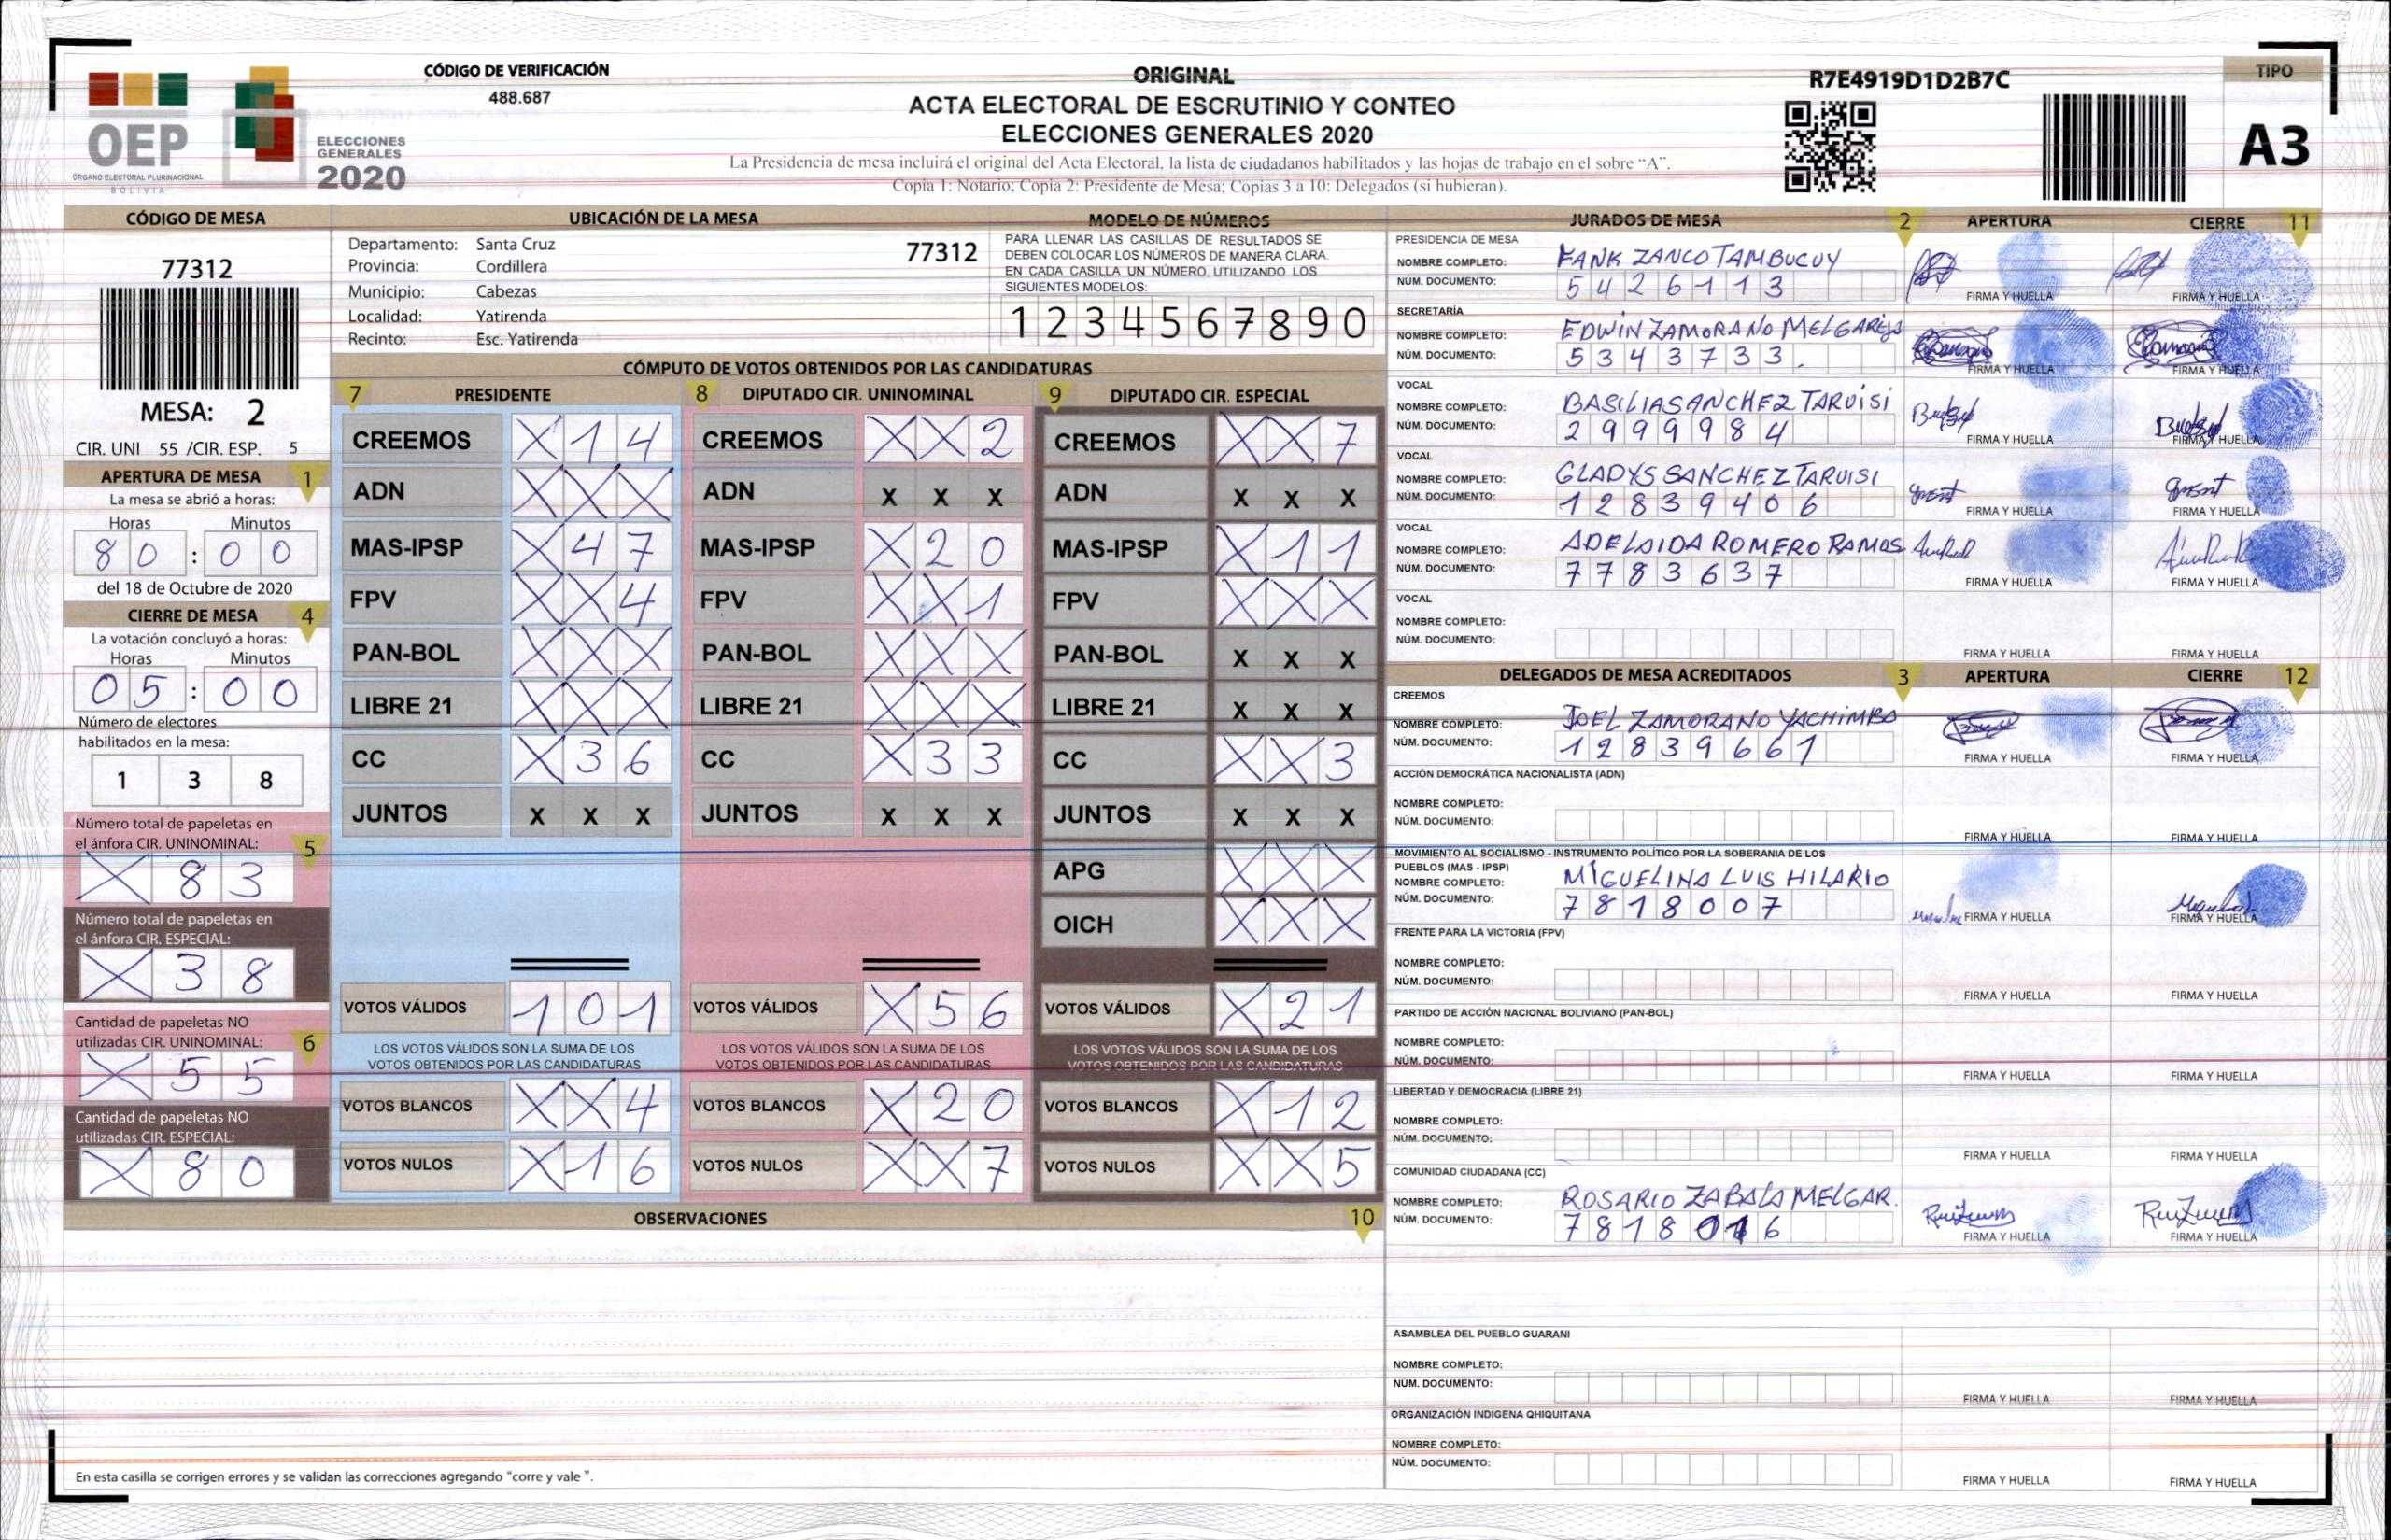 CÓDIGO DE VERIFICACIÓN
488.687
ORIGINAL
ACTA ELECTORAL DE ESCRUTINIO Y CONTEO
ELECCIONES GENERALES 2020
La Presidencia de mesa incluirá el original del Acta Electoral, la lista de ciudadanos habilitados y las hojas de trabajo en el sobre "A".
Copia 1: Notario; Copia 2: Presidente de Mesa; Copias 3 a 10: Delegados (si hubieran).
R7E4919D1D2B7C
TIPO
A3
OEP
ÓRGANO ELECTORAL PLURINACIONAL
BOLIVIA
ELECCIONES
GENERALES
2020
CÓDIGO DE MESA
77312
MESA: 2
CIR. UNI 55 /CIR. ESP. 5
APERTURA DE MESA 1
La mesa se abrió a horas:
Horas Minutos
8 0 : 0 0
del 18 de Octubre de 2020
CIERRE DE MESA 4
La votación concluyó a horas:
Horas Minutos
0 5 : 0 0
Número de electores
habilitados en la mesa:
1 3 8
Número total de papeletas en
el ánfora CIR. UNINOMINAL: 5
X 8 3
Número total de papeletas en
el ánfora CIR. ESPECIAL:
X 3 8
Cantidad de papeletas NO
utilizadas CIR. UNINOMINAL: 6
X 5 5
Cantidad de papeletas NO
utilizadas CIR. ESPECIAL:
X 8 0
UBICACIÓN DE LA MESA
Departamento: Santa Cruz 77312
Provincia: Cordillera
Municipio: Cabezas
Localidad: Yatirenda
Recinto: Esc. Yatirenda
MODELO DE NÚMEROS
PARA LLENAR LAS CASILLAS DE RESULTADOS SE
DEBEN COLOCAR LOS NÚMEROS DE MANERA CLARA.
EN CADA CASILLA UN NÚMERO, UTILIZANDO LOS
SIGUIENTES MODELOS:
1 2 3 4 5 6 7 8 9 0
CÓMPUTO DE VOTOS OBTENIDOS POR LAS CANDIDATURAS
7 PRESIDENTE
CREEMOS X 1 4
ADN X X X
MAS-IPSP X 4 7
FPV X X 4
PAN-BOL X X X
LIBRE 21 X X X
CC X 3 6
JUNTOS X X X
VOTOS VÁLIDOS 1 0 1
LOS VOTOS VÁLIDOS SON LA SUMA DE LOS
VOTOS OBTENIDOS POR LAS CANDIDATURAS
VOTOS BLANCOS X X 4
VOTOS NULOS X 1 6
8 DIPUTADO CIR. UNINOMINAL
CREEMOS X X 2
ADN X X X
MAS-IPSP X 2 0
FPV X X 1
PAN-BOL X X X
LIBRE 21 X X X
CC X 3 3
JUNTOS X X X
VOTOS VÁLIDOS X 5 6
LOS VOTOS VÁLIDOS SON LA SUMA DE LOS
VOTOS OBTENIDOS POR LAS CANDIDATURAS
VOTOS BLANCOS X 2 0
VOTOS NULOS X X 7
9 DIPUTADO CIR. ESPECIAL
CREEMOS X X 7
ADN X X X
MAS-IPSP X 1 1
FPV X X X
PAN-BOL X X X
LIBRE 21 X X X
CC X X 3
JUNTOS X X X
APG X X X
OICH X X X
VOTOS VÁLIDOS X 2 1
LOS VOTOS VÁLIDOS SON LA SUMA DE LOS
VOTOS OBTENIDOS POR LAS CANDIDATURAS
VOTOS BLANCOS X 1 2
VOTOS NULOS X X 5
OBSERVACIONES 10
En esta casilla se corrigen errores y se validan las correcciones agregando "corre y vale ".
JURADOS DE MESA 2 APERTURA CIERRE 11
PRESIDENCIA DE MESA
NOMBRE COMPLETO: FANK ZANCO TAMBUCUY
NÚM. DOCUMENTO: 5 4 2 6 1 1 3
FIRMA Y HUELLA FIRMA Y HUELLA
SECRETARÍA
NOMBRE COMPLETO: EDWIN ZAMORANO MELGAREJO
NÚM. DOCUMENTO: 5 3 4 3 7 3 3 .
FIRMA Y HUELLA FIRMA Y HUELLA
VOCAL
NOMBRE COMPLETO: BASILIA SANCHEZ TARUISI
NÚM. DOCUMENTO: 2 9 9 9 9 8 4
FIRMA Y HUELLA FIRMA Y HUELLA
VOCAL
NOMBRE COMPLETO: GLADYS SANCHEZ TARUISI
NÚM. DOCUMENTO: 1 2 8 3 9 4 0 6
FIRMA Y HUELLA FIRMA Y HUELLA
VOCAL
NOMBRE COMPLETO: ADELAIDA ROMERO RAMOS
NÚM. DOCUMENTO: 7 7 8 3 6 3 7
FIRMA Y HUELLA FIRMA Y HUELLA
VOCAL
NOMBRE COMPLETO:
NÚM. DOCUMENTO:
FIRMA Y HUELLA FIRMA Y HUELLA
DELEGADOS DE MESA ACREDITADOS 3 APERTURA CIERRE 12
CREEMOS
NOMBRE COMPLETO: JOEL ZAMORANO YACHIMBA
NÚM. DOCUMENTO: 1 2 8 3 9 6 6 1
FIRMA Y HUELLA FIRMA Y HUELLA
ACCIÓN DEMOCRÁTICA NACIONALISTA (ADN)
NOMBRE COMPLETO:
NÚM. DOCUMENTO:
FIRMA Y HUELLA FIRMA Y HUELLA
MOVIMIENTO AL SOCIALISMO - INSTRUMENTO POLÍTICO POR LA SOBERANIA DE LOS
PUEBLOS (MAS - IPSP)
NOMBRE COMPLETO: MIGUELINA LUIS HILARIO
NÚM. DOCUMENTO: 7 8 1 8 0 0 7
FIRMA Y HUELLA FIRMA Y HUELLA
FRENTE PARA LA VICTORIA (FPV)
NOMBRE COMPLETO:
NÚM. DOCUMENTO:
FIRMA Y HUELLA FIRMA Y HUELLA
PARTIDO DE ACCIÓN NACIONAL BOLIVIANO (PAN-BOL)
NOMBRE COMPLETO:
NÚM. DOCUMENTO:
FIRMA Y HUELLA FIRMA Y HUELLA
LIBERTAD Y DEMOCRACIA (LIBRE 21)
NOMBRE COMPLETO:
NÚM. DOCUMENTO:
FIRMA Y HUELLA FIRMA Y HUELLA
COMUNIDAD CIUDADANA (CC)
NOMBRE COMPLETO: ROSARIO ZABALA MELGAR.
NÚM. DOCUMENTO: 7 8 1 8 0 1 6
FIRMA Y HUELLA FIRMA Y HUELLA
ASAMBLEA DEL PUEBLO GUARANI
NOMBRE COMPLETO:
NÚM. DOCUMENTO:
FIRMA Y HUELLA FIRMA Y HUELLA
ORGANIZACIÓN INDIGENA QHIQUITANA
NOMBRE COMPLETO:
NÚM. DOCUMENTO:
FIRMA Y HUELLA FIRMA Y HUELLA